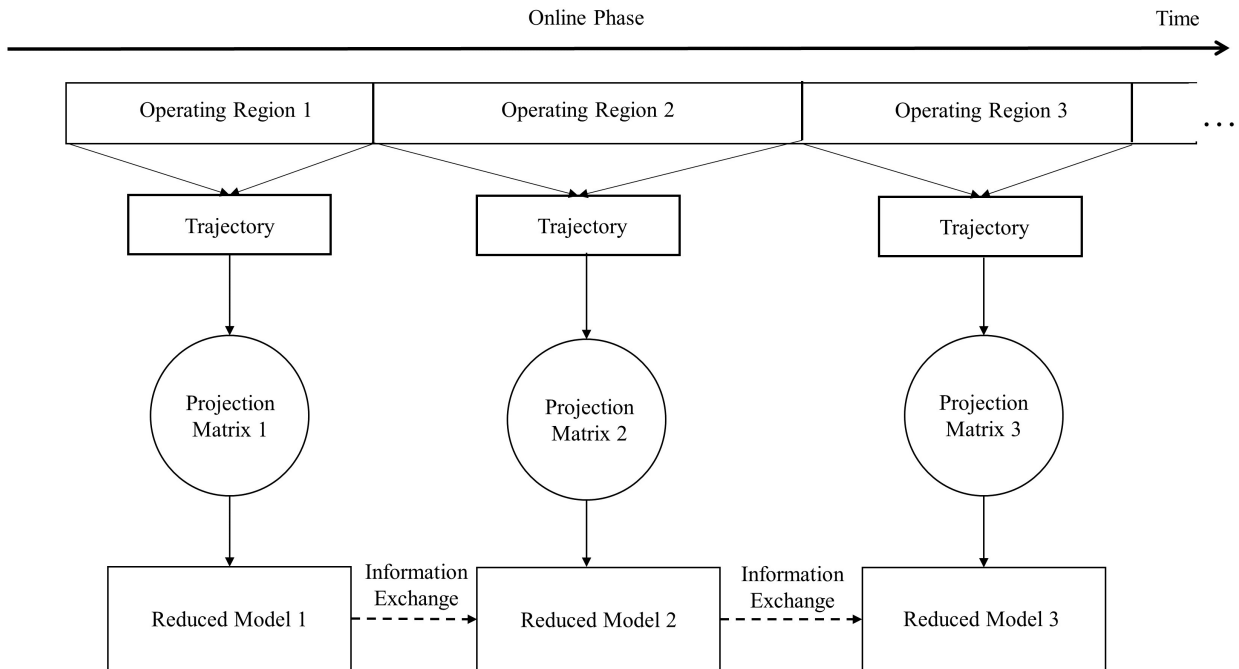 Online Phase
Time
Operating Region 1
Operating Region 2
Operating Region 3
...
Trajectory
Trajectory
Trajectory
Projection
Matrix 1
Projection
Matrix 2
Projection
Matrix 3
Information
Exchange
Information
Exchange
Reduced Model 1
Reduced Model 2
Reduced Model 3